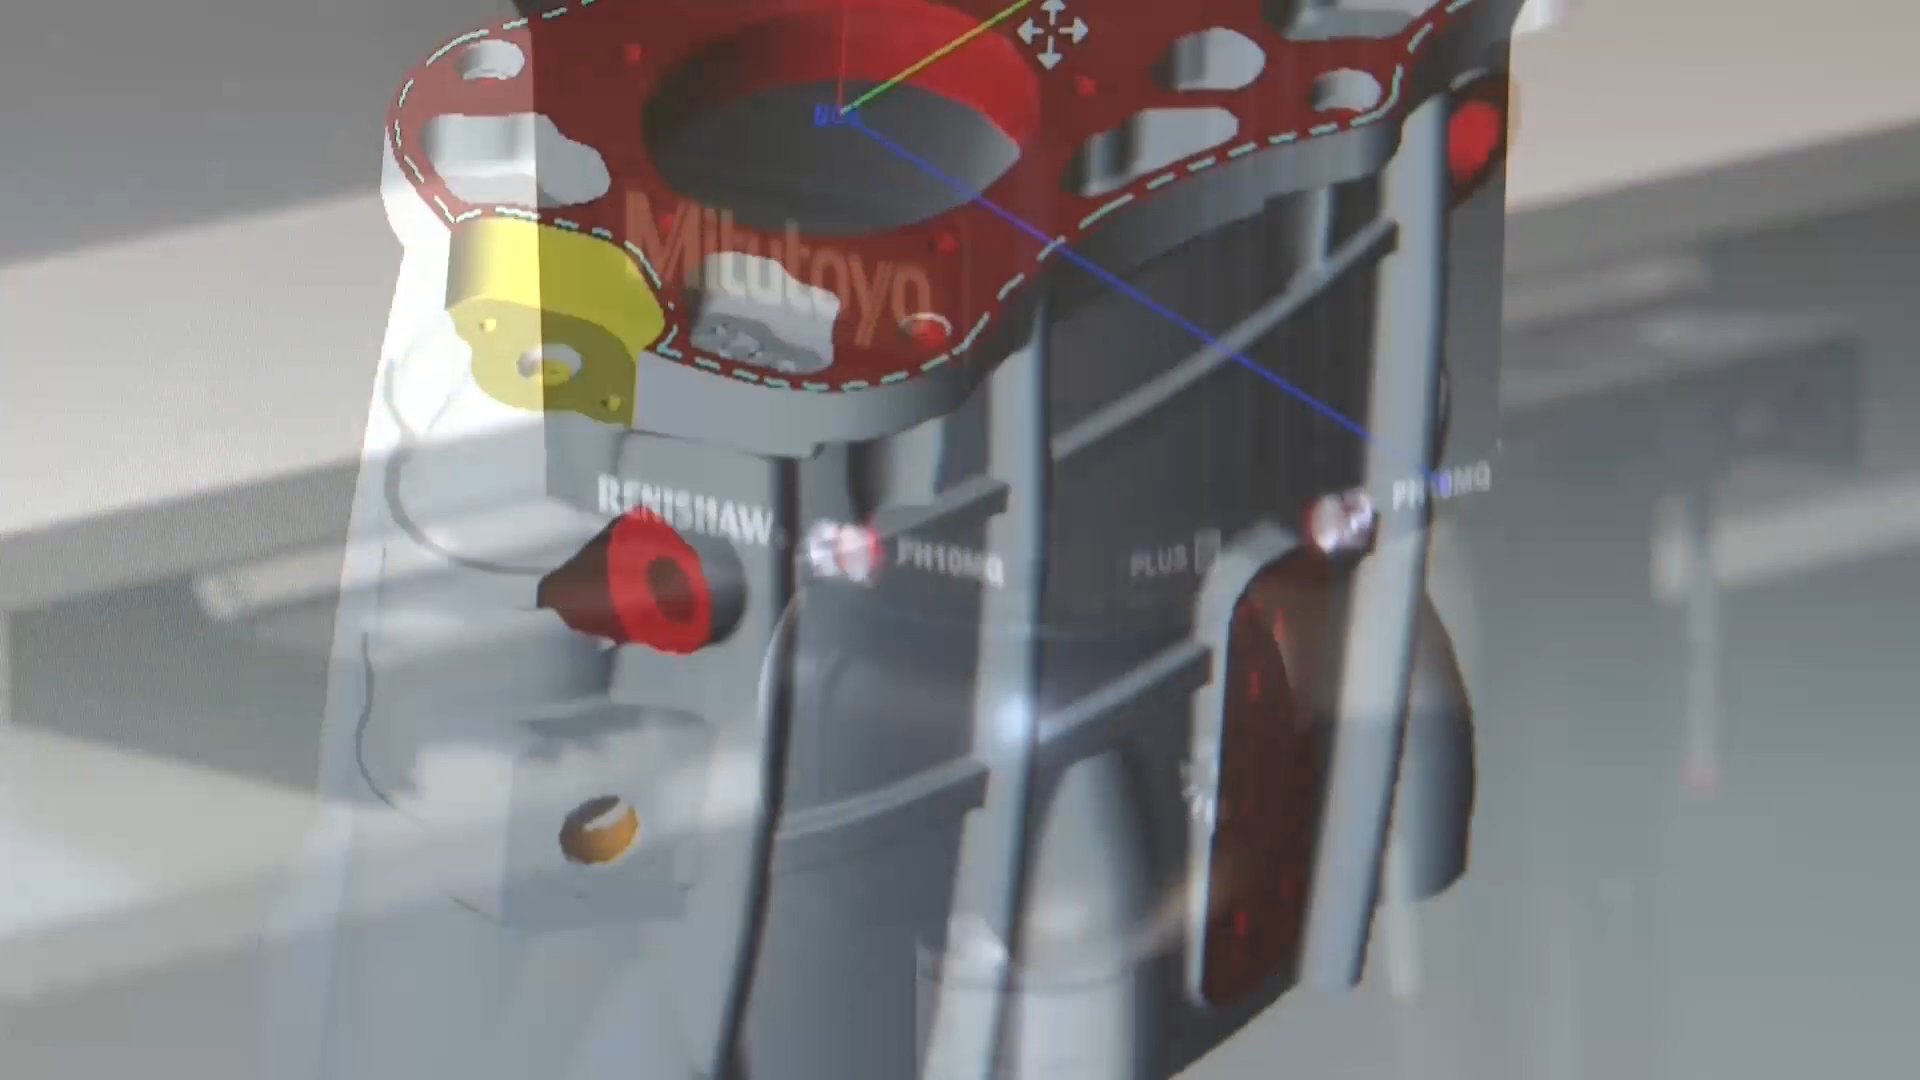 Mitutoyo
RENISHAW
PH10MQ
PLUS
PH10MQ